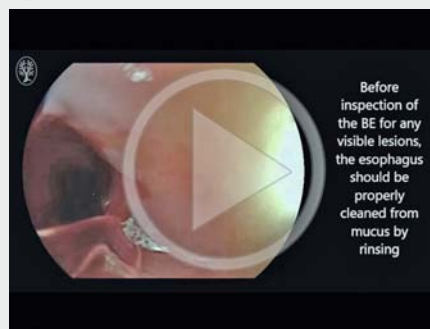 Before
inspection of
the BE for any
visible lesions,
the esophagus
should be
properly
cleaned from
mucus by
rinsing